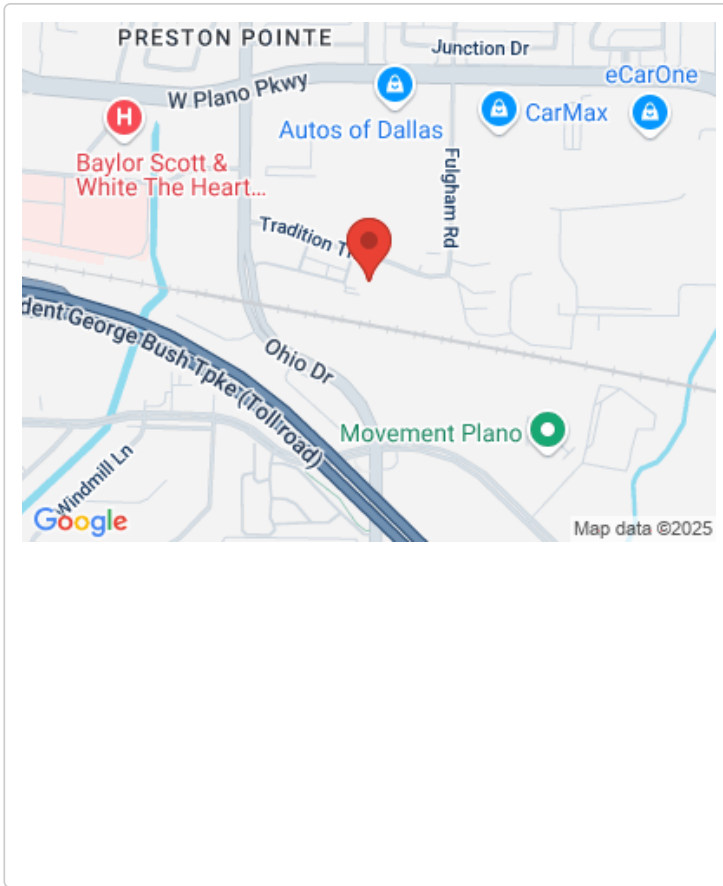 PRESTON POINTE
Junction Dr
eCarOne
W Plano Pkwy
Autos of Dallas
CarMax
H
Baylor Scott &
White The Heart...
Fulgham Rd
Tradition T
dent George Bush Tpke (Tollroad)
Ohio Dr
Movement Plano
Windmill Ln
Google
Map data ©2025